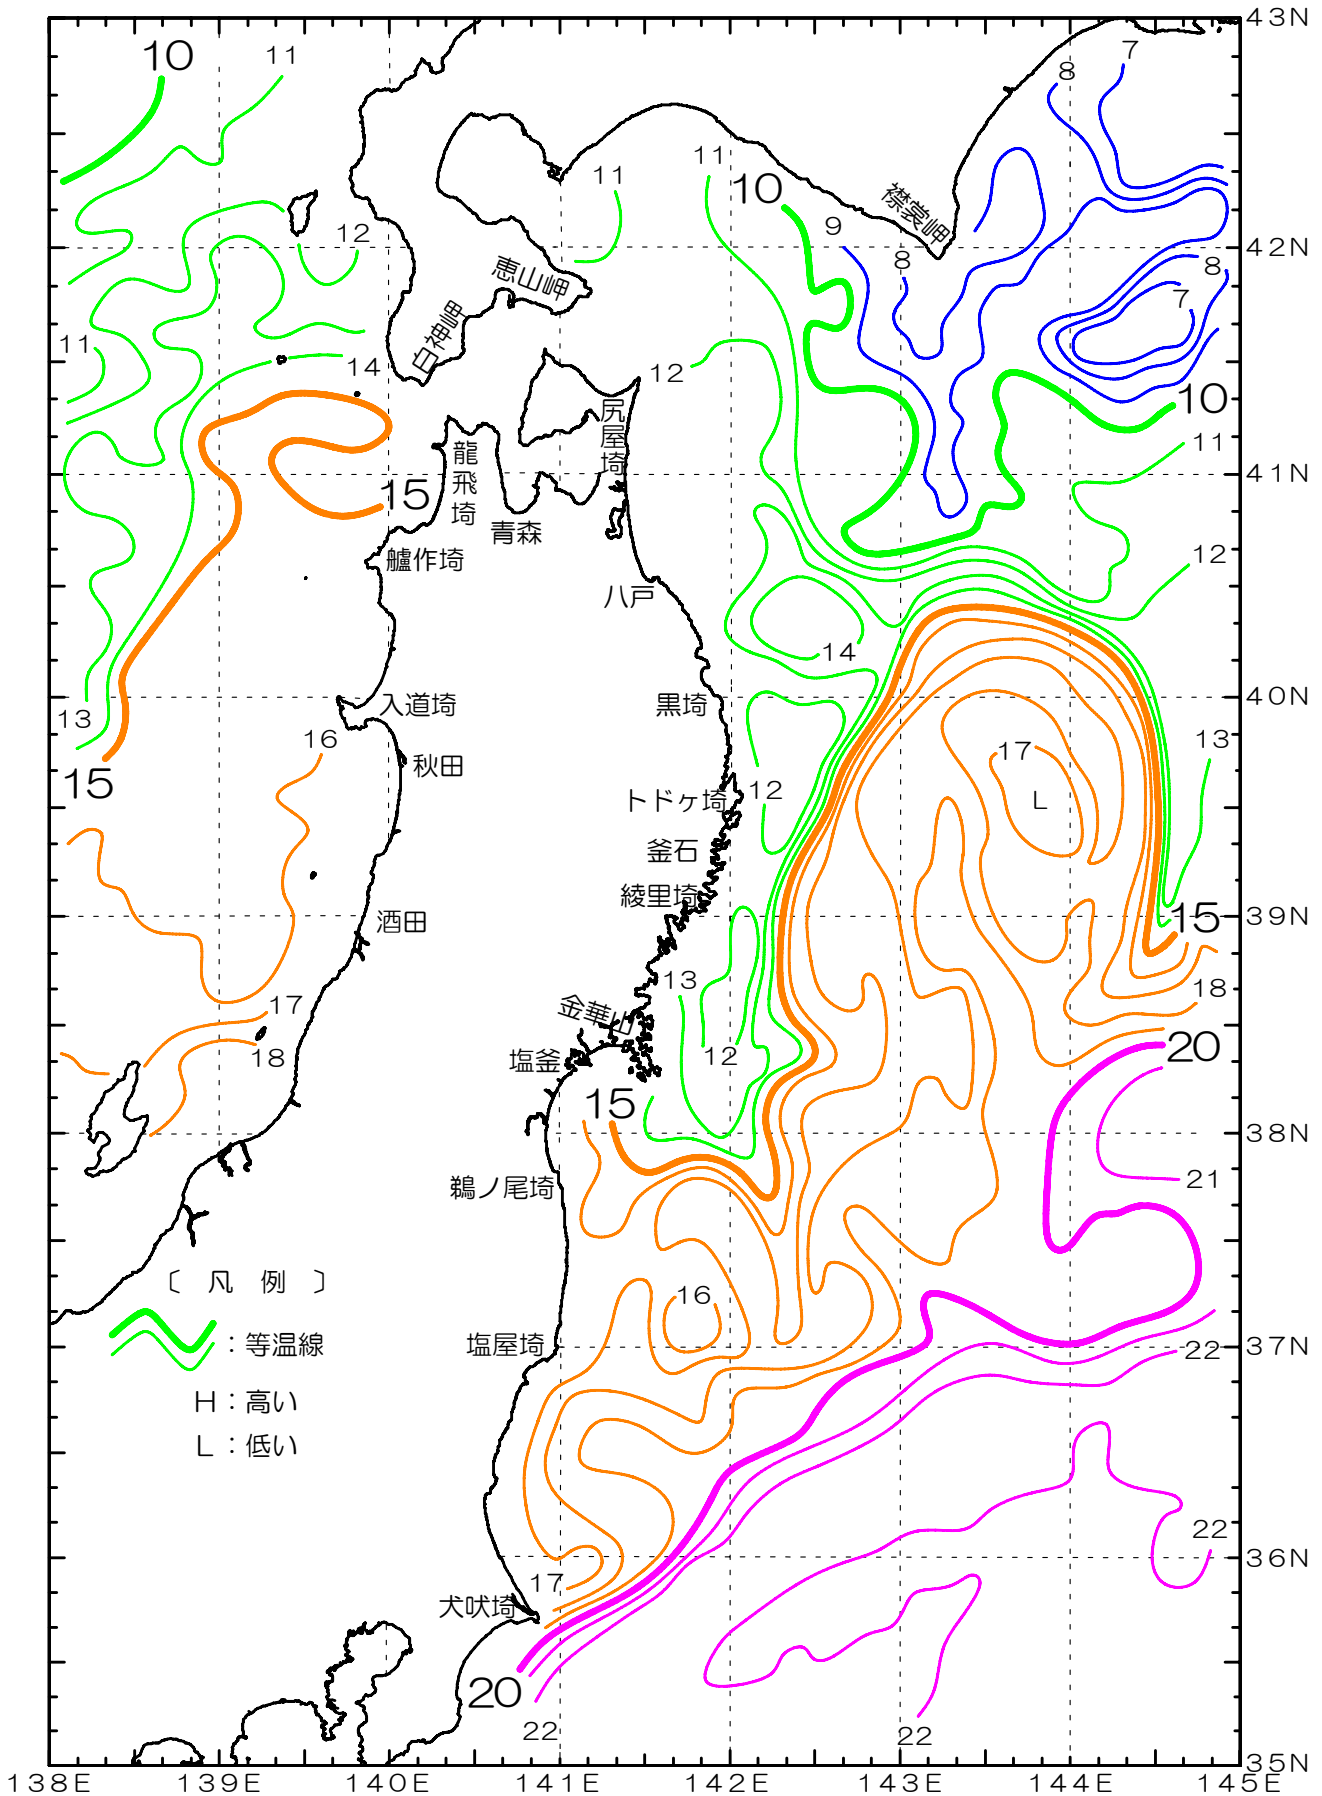 43N
10
11
7
8
11
11
10
襟裳岬
9
12
42N
8
8
恵山岬
7
白神岬
11
14
12
10
尻屋埼
11
龍飛埼
41N
15
青森
12
艫作埼
八戸
14
入道埼
黒埼
40N
13
16
17
13
秋田
15
トドヶ埼
12
L
釜石
綾里埼
酒田
15
39N
13
18
17
金華山
20
18
塩釜
12
15
38N
鵜ノ尾埼
21
〔 凡 例 〕
16
:等温線
塩屋埼
22
37N
H:高い
L:低い
22
36N
17
犬吠埼
20
22
22
35N
138E
139E
140E
141E
142E
143E
144E
145E